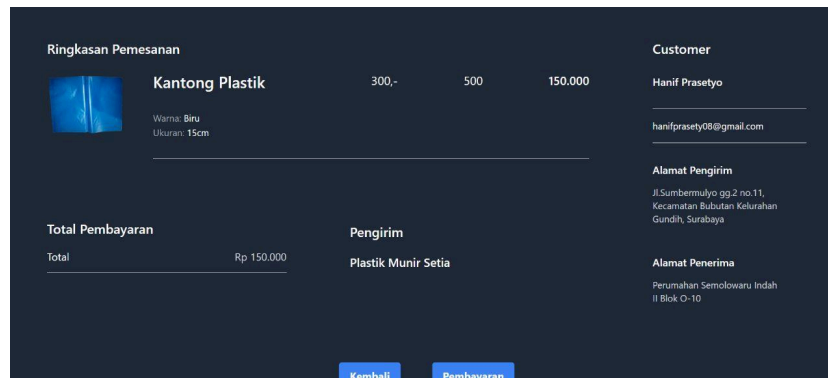 Ringkasan Pemesanan
Kantong Plastik 300,- 500 150.000
Warna: Biru
Ukuran: 15cm
Total Pembayaran
Total Rp 150.000
Pengirim
Plastik Munir Setia
Customer
Hanif Prasetyo
hanifprasety08@gmail.com
Alamat Pengirim
Jl.Sumbermulyo gg.2 no.11,
Kecamatan Bubutan Kelurahan
Gundih, Surabaya
Alamat Penerima
Perumahan Semolowaru Indah
II Blok O-10
Kembali Pembayaran